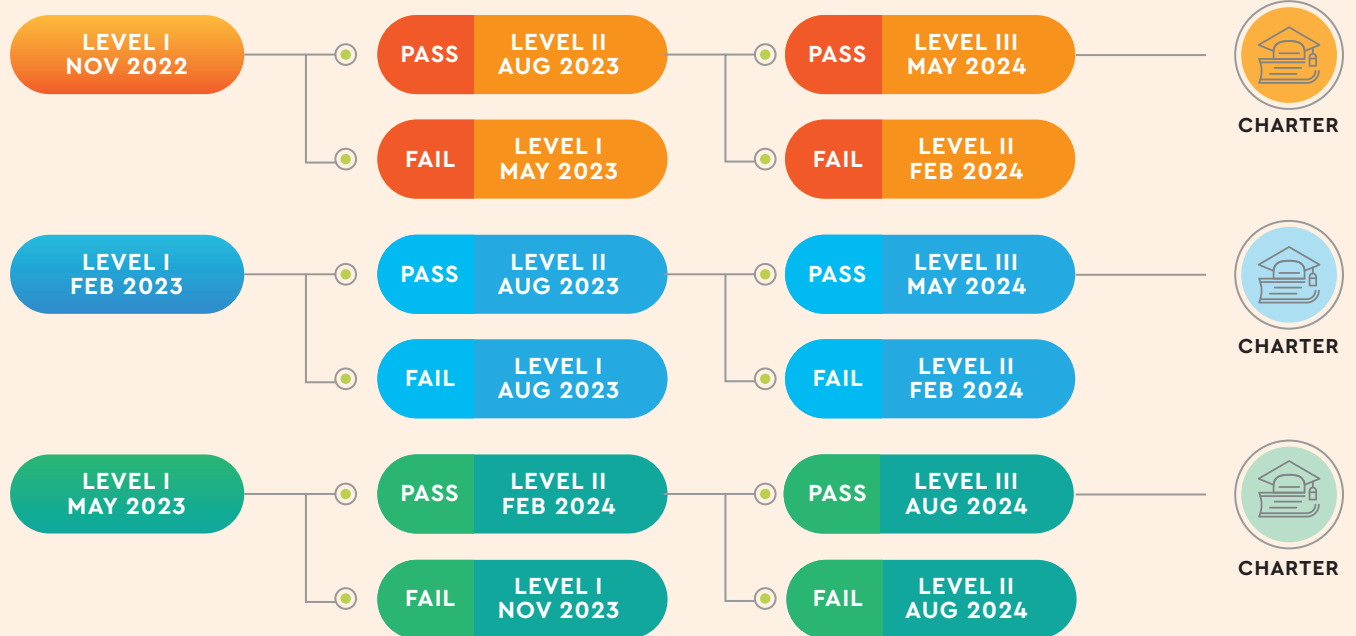 LEVEL I
NOV 2022
PASS
LEVEL II
AUG 2023
PASS
LEVEL III
MAY 2024
CHARTER
FAIL
LEVEL I
MAY 2023
FAIL
LEVEL II
FEB 2024
LEVEL I
FEB 2023
PASS
LEVEL II
AUG 2023
PASS
LEVEL III
MAY 2024
CHARTER
FAIL
LEVEL I
AUG 2023
FAIL
LEVEL II
FEB 2024
LEVEL I
MAY 2023
PASS
LEVEL II
FEB 2024
PASS
LEVEL III
AUG 2024
CHARTER
FAIL
LEVEL I
NOV 2023
FAIL
LEVEL II
AUG 2024